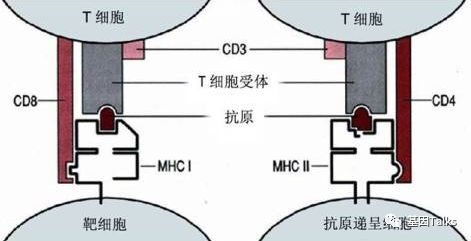 T 细胞
T 细胞
CD3
T 细胞受体
CD8
CD4
抗原
MHC I
MHC II
靶细胞
抗原递呈细胞
基因Talks